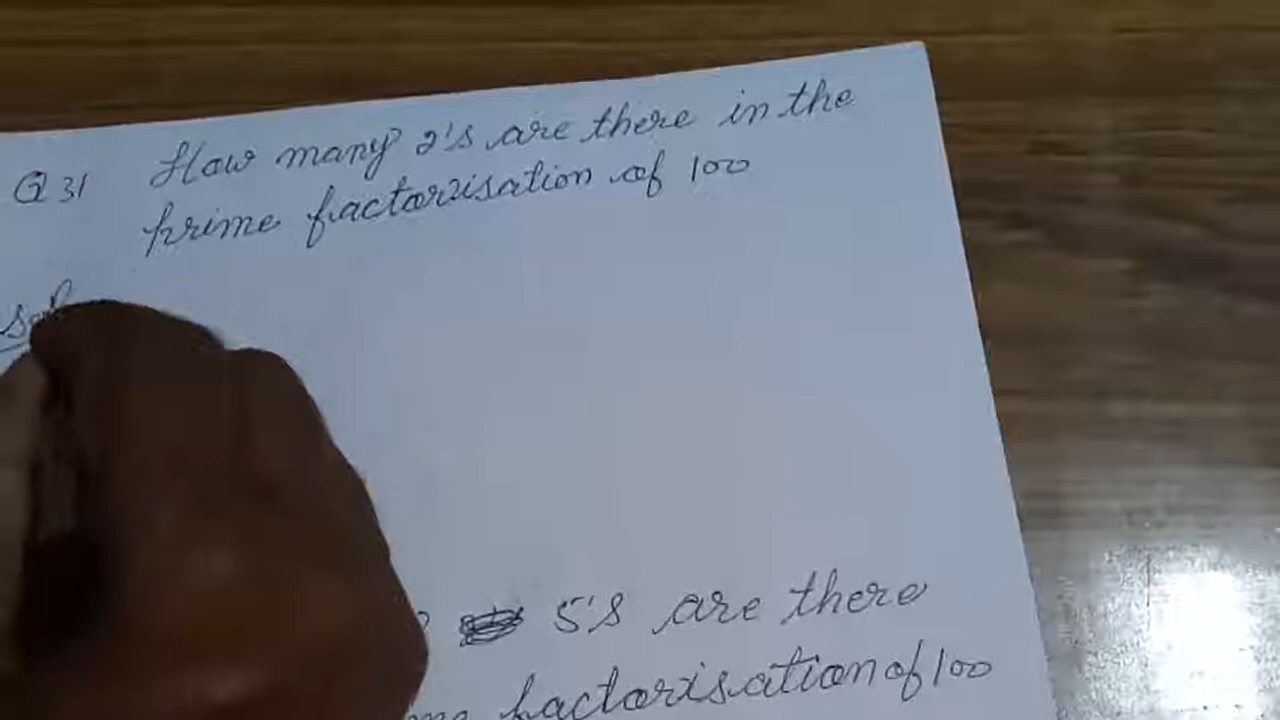 Q 31 How many 2's are there in the
prime factorisation of 100
5's are there
factorisation of 100